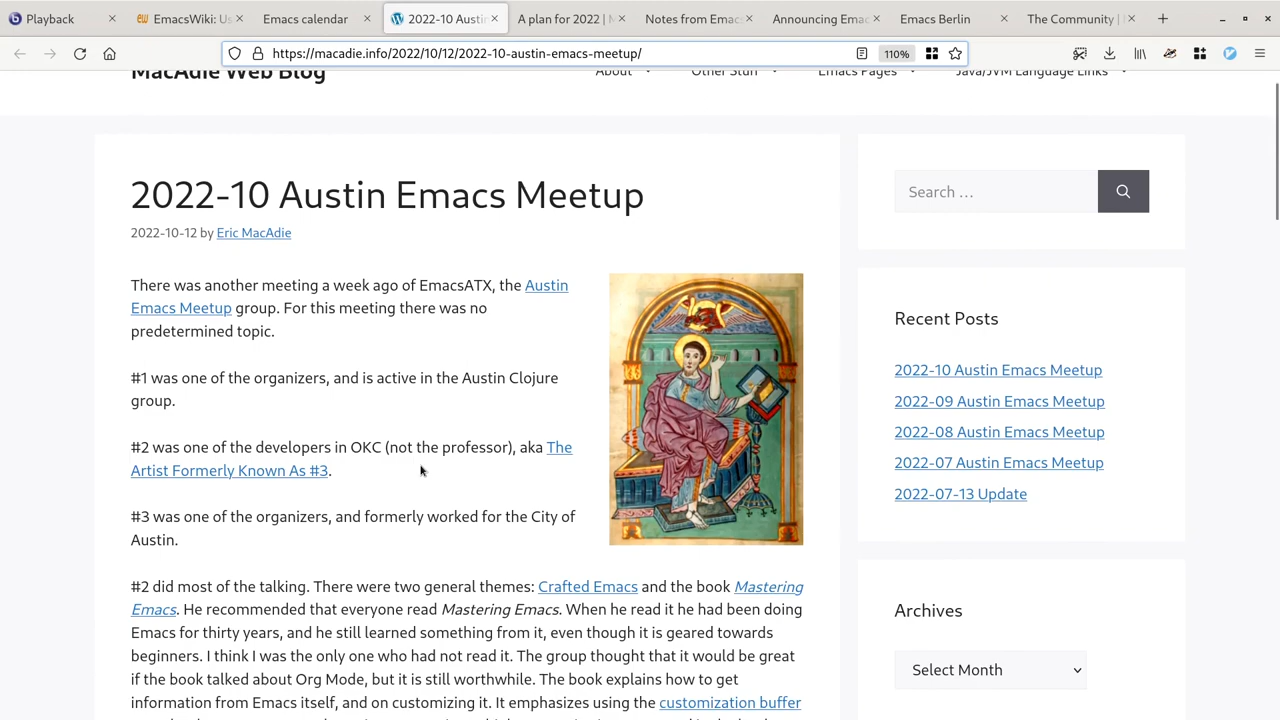 Playback
EmacsWiki: Us
Emacs calendar
2022-10 Austin
A plan for 2022 | M
Notes from Emac
Announcing Emac
Emacs Berlin
The Community |
https://macadie.info/2022/10/12/2022-10-austin-emacs-meetup/
110%
MacAdie Web Blog
About
Other Stuff
Emacs Pages
Java/JVM Language Links
2022-10 Austin Emacs Meetup
2022-10-12 by Eric MacAdie
There was another meeting a week ago of EmacsATX, the Austin
Emacs Meetup group. For this meeting there was no
predetermined topic.
#1 was one of the organizers, and is active in the Austin Clojure
group.
#2 was one of the developers in OKC (not the professor), aka The
Artist Formerly Known As #3.
#3 was one of the organizers, and formerly worked for the City of
Austin.
#2 did most of the talking. There were two general themes: Crafted Emacs and the book Mastering
Emacs. He recommended that everyone read Mastering Emacs. When he read it he had been doing
Emacs for thirty years, and he still learned something from it, even though it is geared towards
beginners. I think I was the only one who had not read it. The group thought that it would be great
if the book talked about Org Mode, but it is still worthwhile. The book explains how to get
information from Emacs itself, and on customizing it. It emphasizes using the customization buffer
Search …
Recent Posts
2022-10 Austin Emacs Meetup
2022-09 Austin Emacs Meetup
2022-08 Austin Emacs Meetup
2022-07 Austin Emacs Meetup
2022-07-13 Update
Archives
Select Month